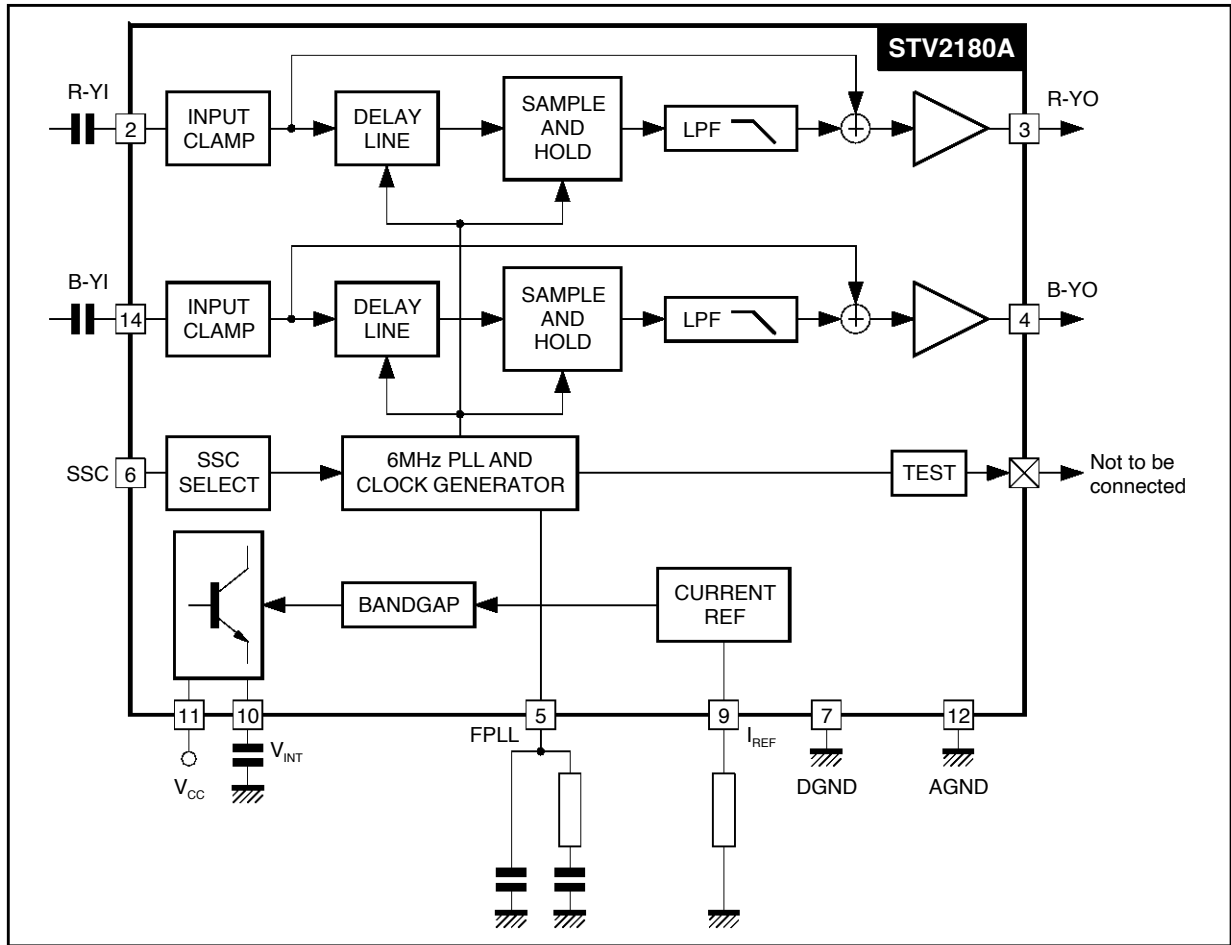 STV2180A
R-YI
2
INPUT
CLAMP
DELAY
LINE
SAMPLE
AND
HOLD
LPF
+
3
R-YO
B-YI
14
INPUT
CLAMP
DELAY
LINE
SAMPLE
AND
HOLD
LPF
+
4
B-YO
SSC
6
SSC
SELECT
6MHz PLL AND
CLOCK GENERATOR
TEST
Not to be
connected
BANDGAP
CURRENT
REF
11
10
5
9
7
12
VCC
VINT
FPLL
IREF
DGND
AGND